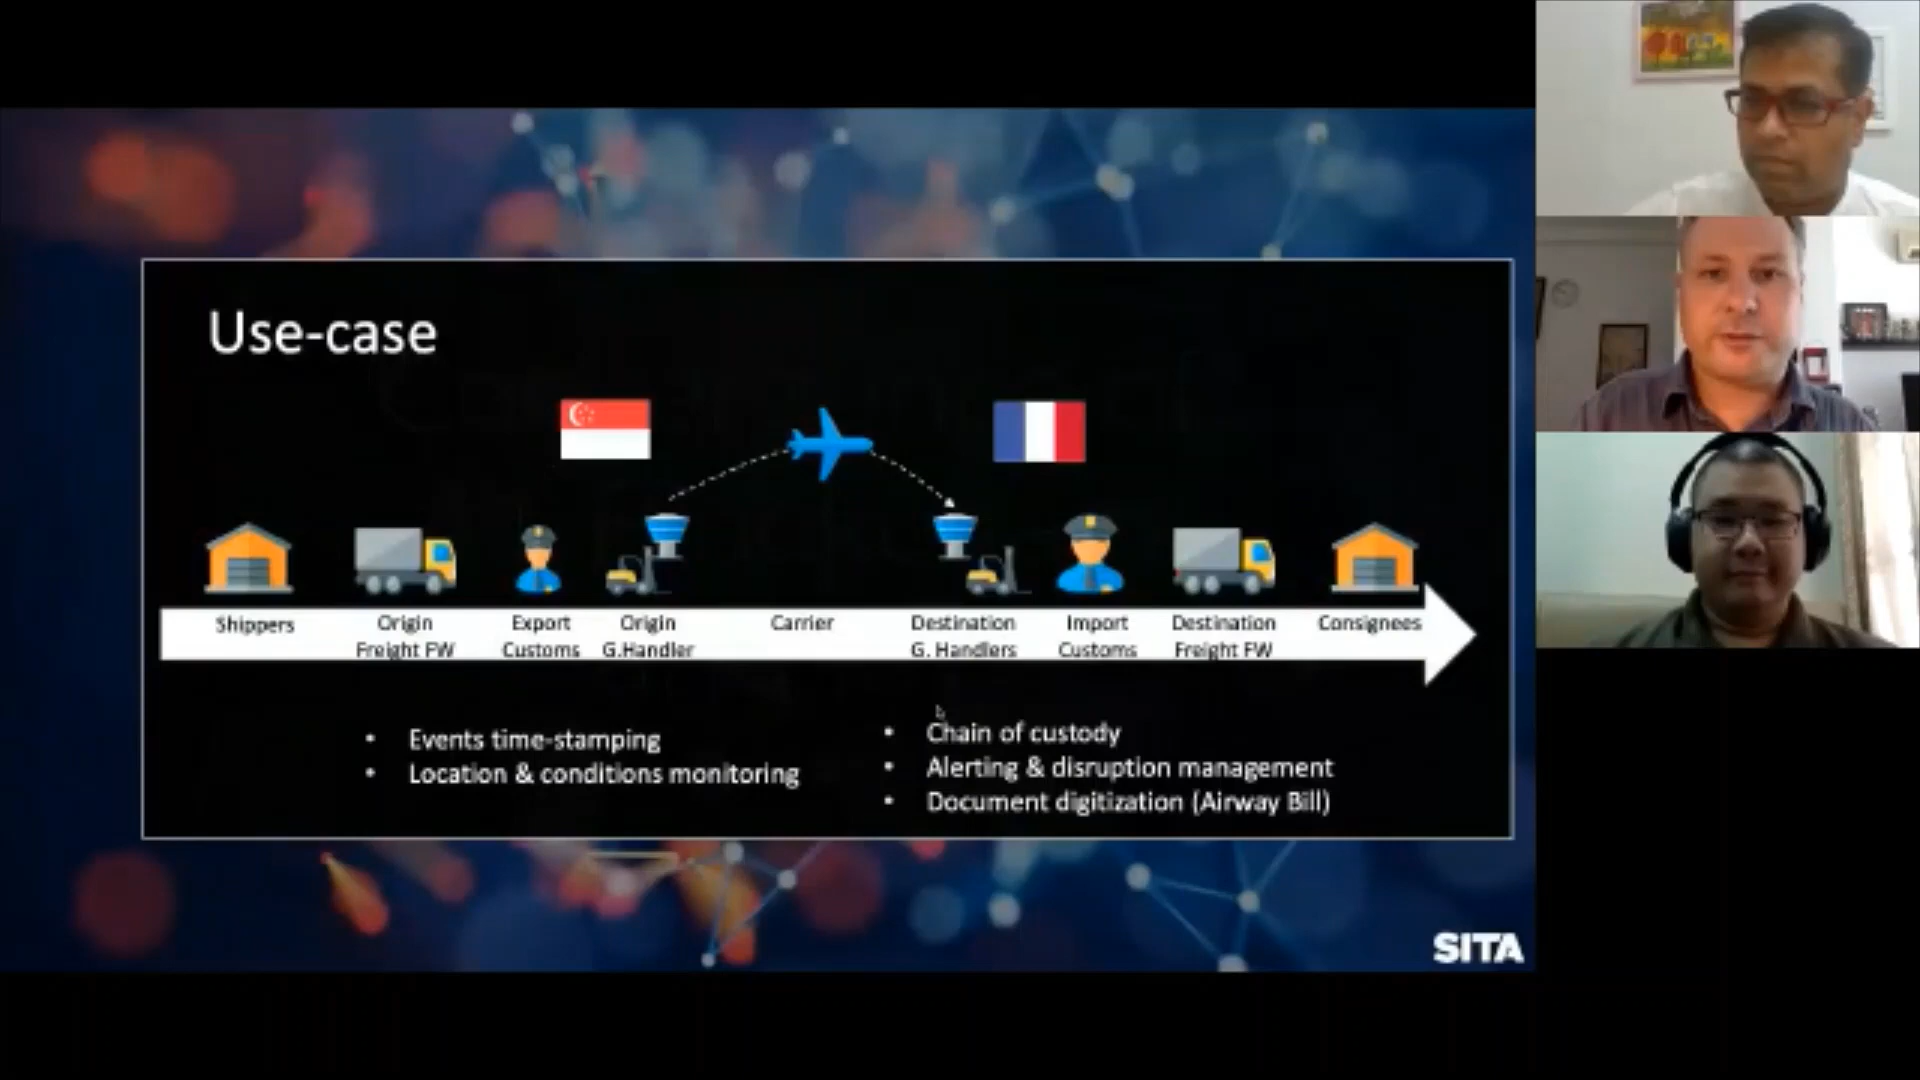 Use-case
Shippers
Origin
Freight FW
Export
Customs
Origin
G.Handler
Carrier
Destination
G. Handlers
Import
Customs
Destination
Freight FW
Consignees
• Events time-stamping
• Location & conditions monitoring
• Chain of custody
• Alerting & disruption management
• Document digitization (Airway Bill)
SITA